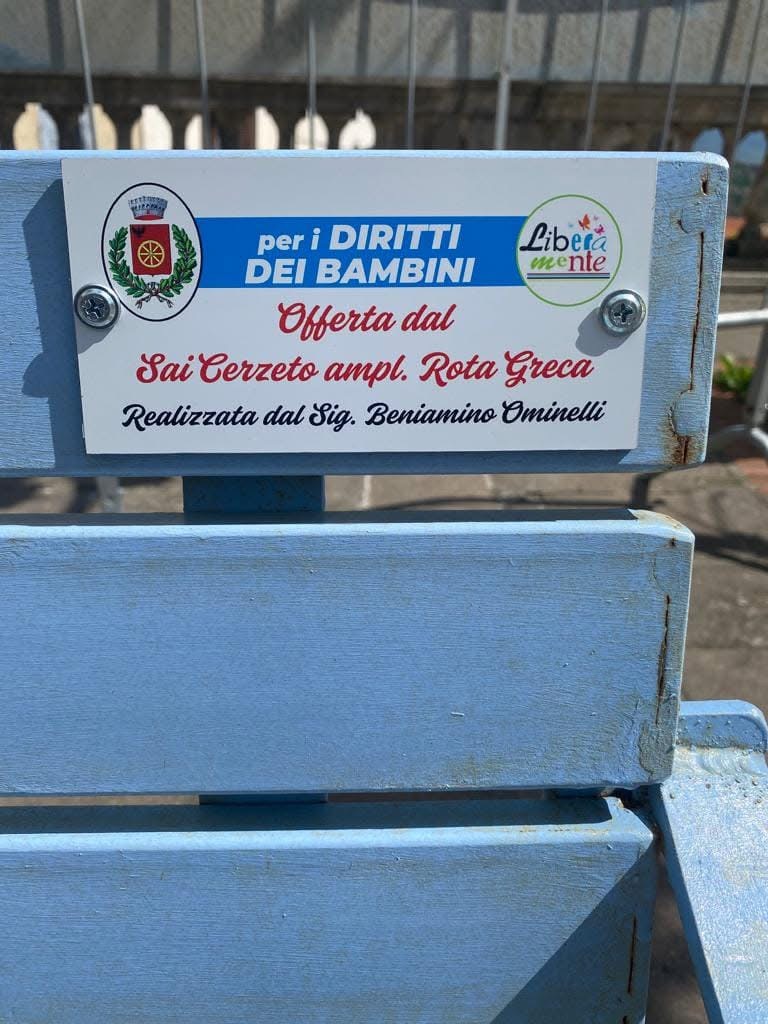 per i DIRITTI
DEI BAMBINI
Libera
mente
Offerta dal
Sai Cerzeto ampl. Rota Greca
Realizzata dal Sig. Beniamino Ominelli